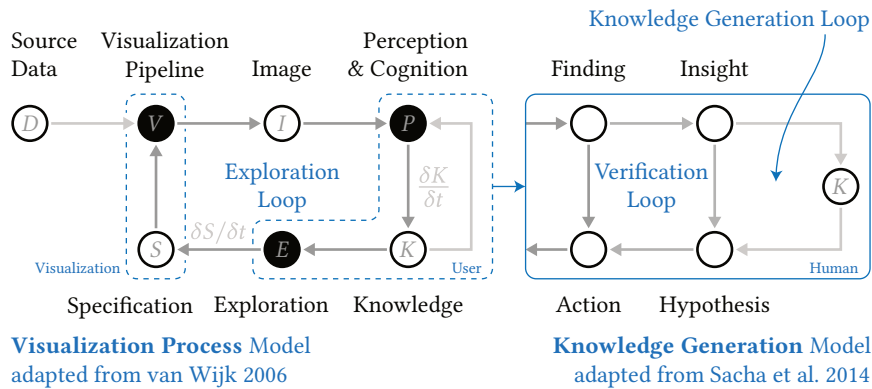 Knowledge Generation Loop
Source
Data
Visualization
Pipeline
Image
Perception
& Cognition
Finding
Insight
D
V
I
P
Exploration
Loop
δK
δt
Verification
Loop
K
δS/δt
S
E
K
Visualization
User
Human
Specification
Exploration
Knowledge
Action
Hypothesis
Visualization Process Model
adapted from van Wijk 2006
Knowledge Generation Model
adapted from Sacha et al. 2014